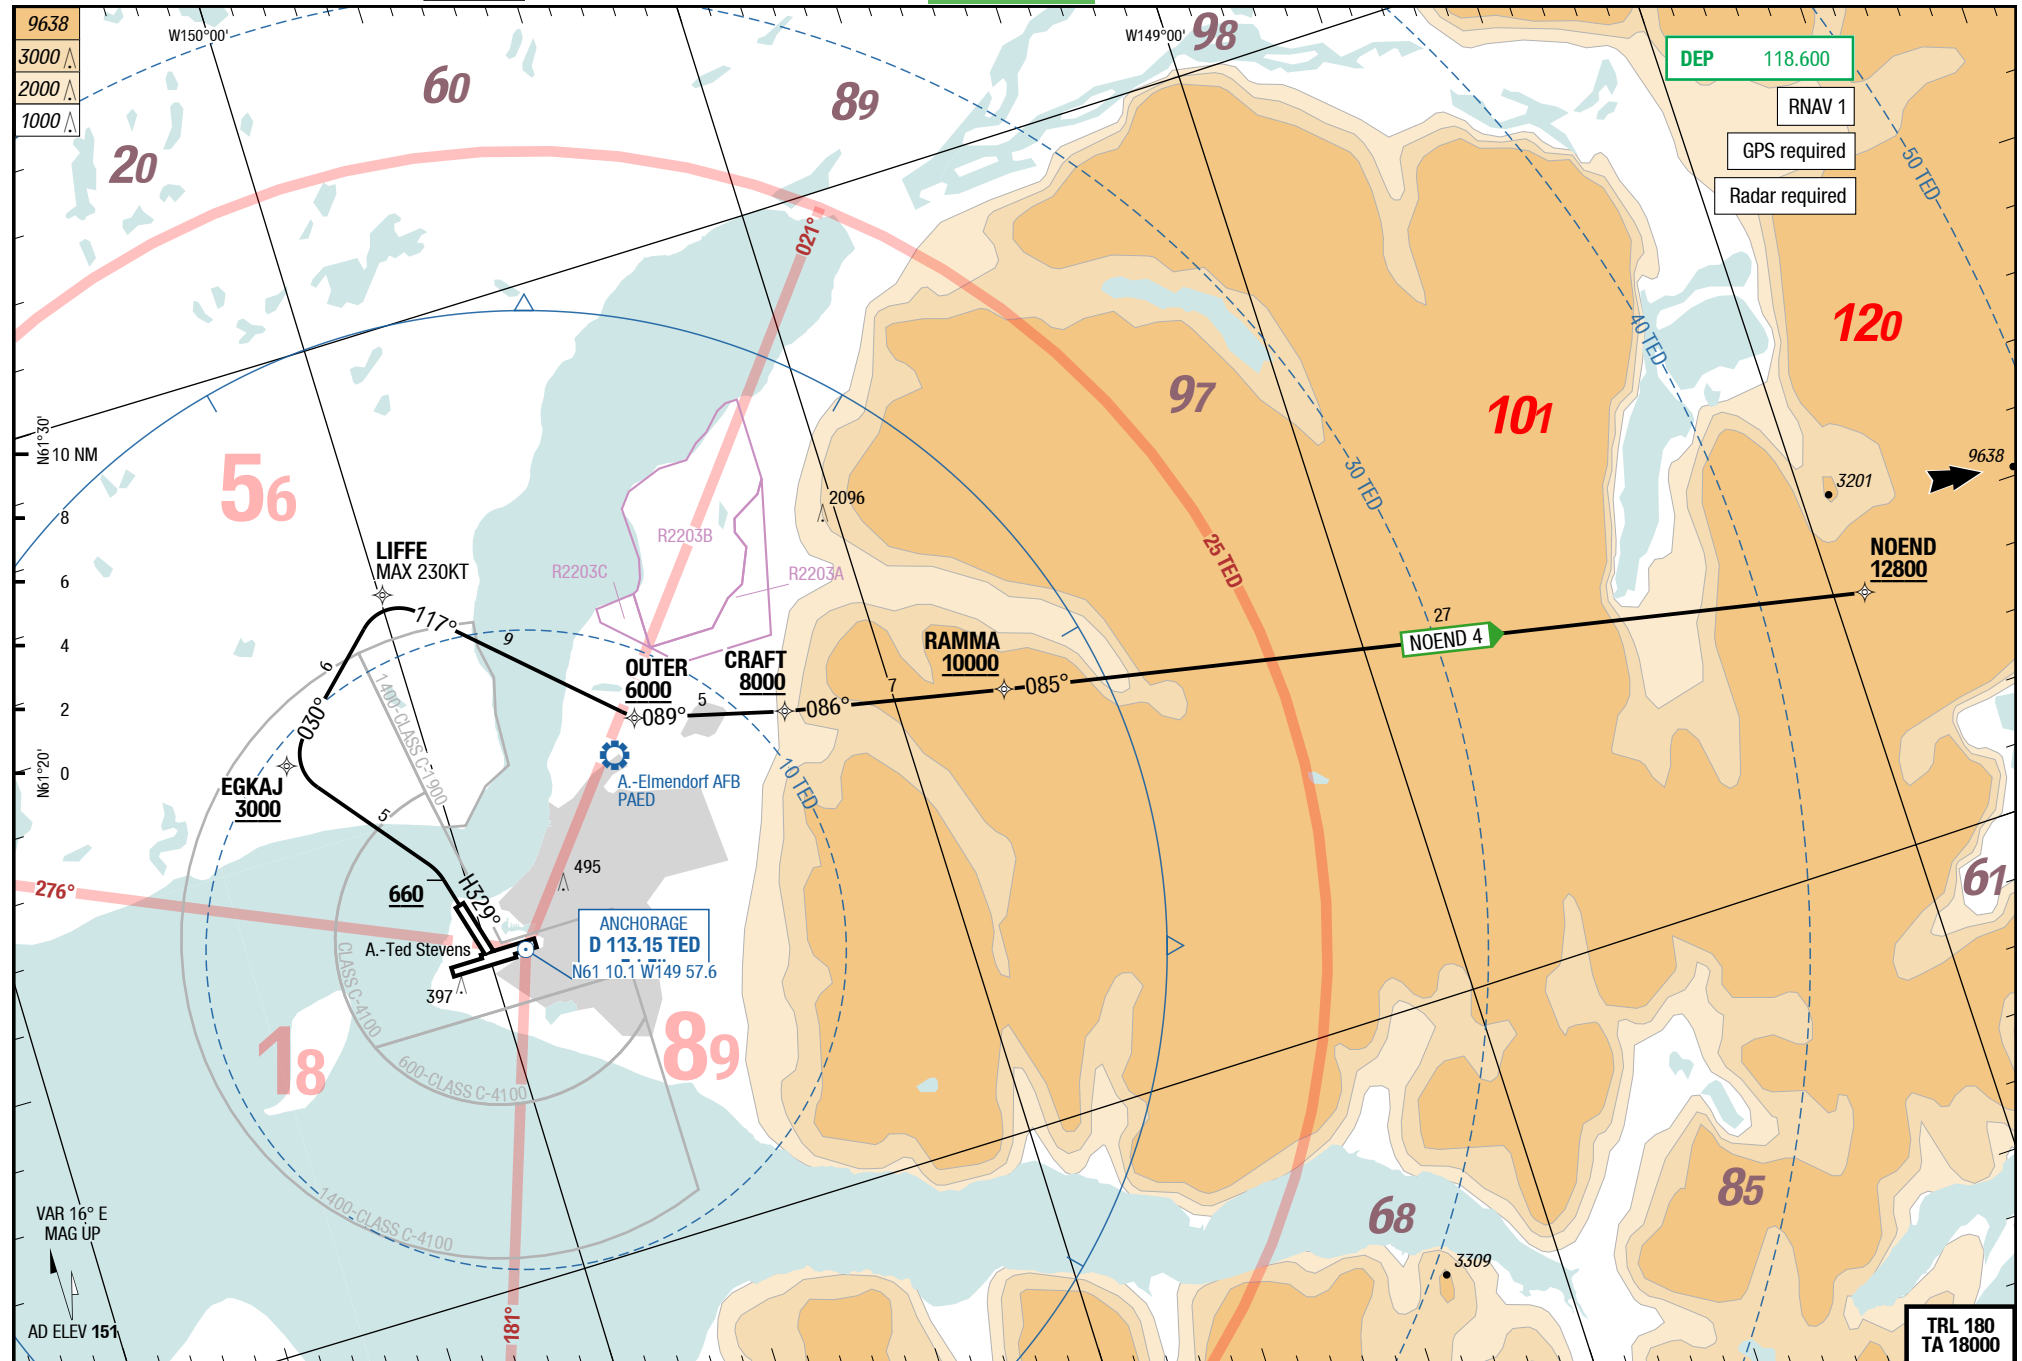 9638
3000
2000
1000
W150°00'
W149°00'
98
60
89
20
DEP 118.600
RNAV 1
GPS required
Radar required
50 TED
021°
120
40 TED
97
101
N61°30'
10 NM
56
8
6
4
2
0
N61°20'
30 TED
9638
3201
2096
R2203B
R2203C
R2203A
25 TED
LIFFE
MAX 230KT
117°
9
6
030°
NOEND
12800
27
NOEND 4
RAMMA
10000
CRAFT
8000
OUTER
6000
089°
5
086°
7
085°
1400-CLASS C-1900
10 TED
A.-Elmendorf AFB
PAED
EGKAJ
3000
5
495
276°
660
H329°
61
ANCHORAGE
D 113.15 TED
N61 10.1 W149 57.6
A.-Ted Stevens
397
CLASS C-4100
18
89
600-CLASS C-4100
1400-CLASS C-4100
85
68
3309
VAR 16° E
MAG UP
181°
AD ELEV 151
TRL 180
TA 18000